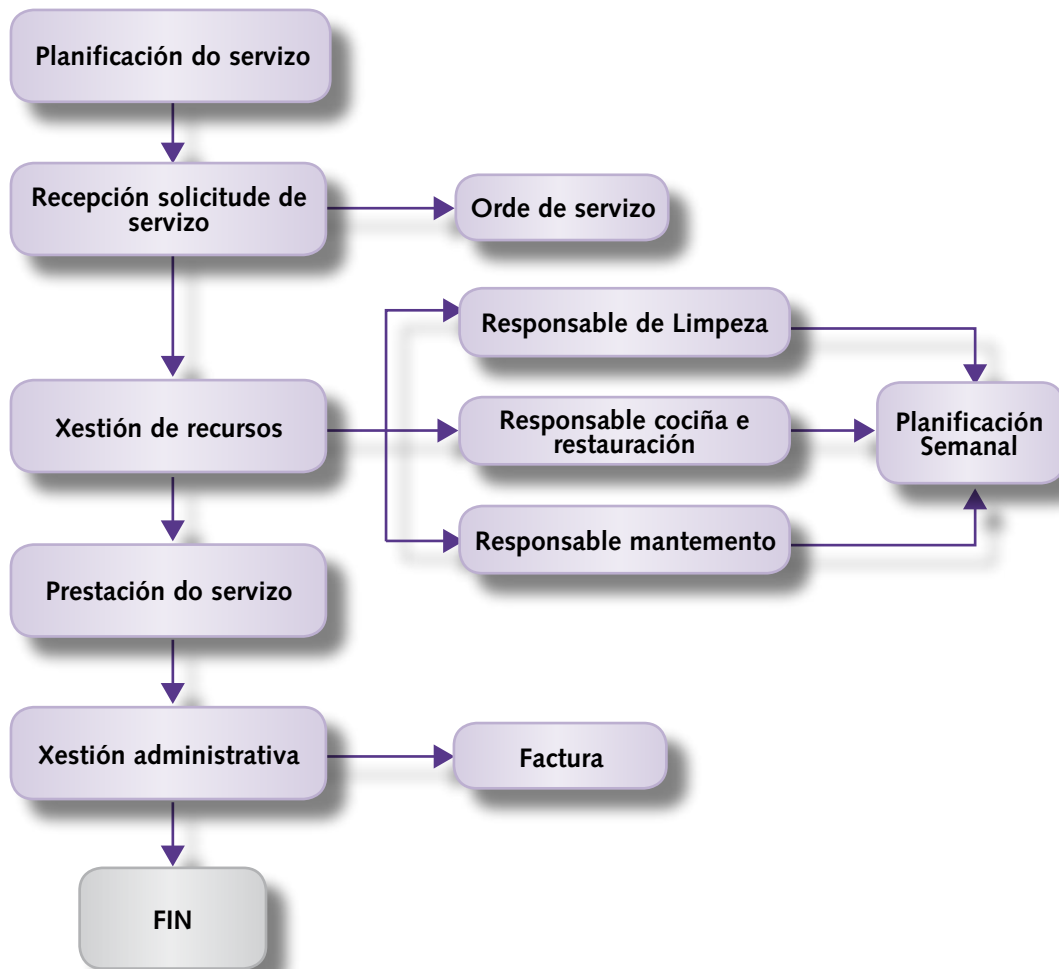 Planificación do servizo
Recepción solicitude de
servizo
Orde de servizo
Responsable de Limpeza
Xestión de recursos
Responsable cociña e
restauración
Planificación
Semanal
Responsable mantemento
Prestación do servizo
Xestión administrativa
Factura
FIN